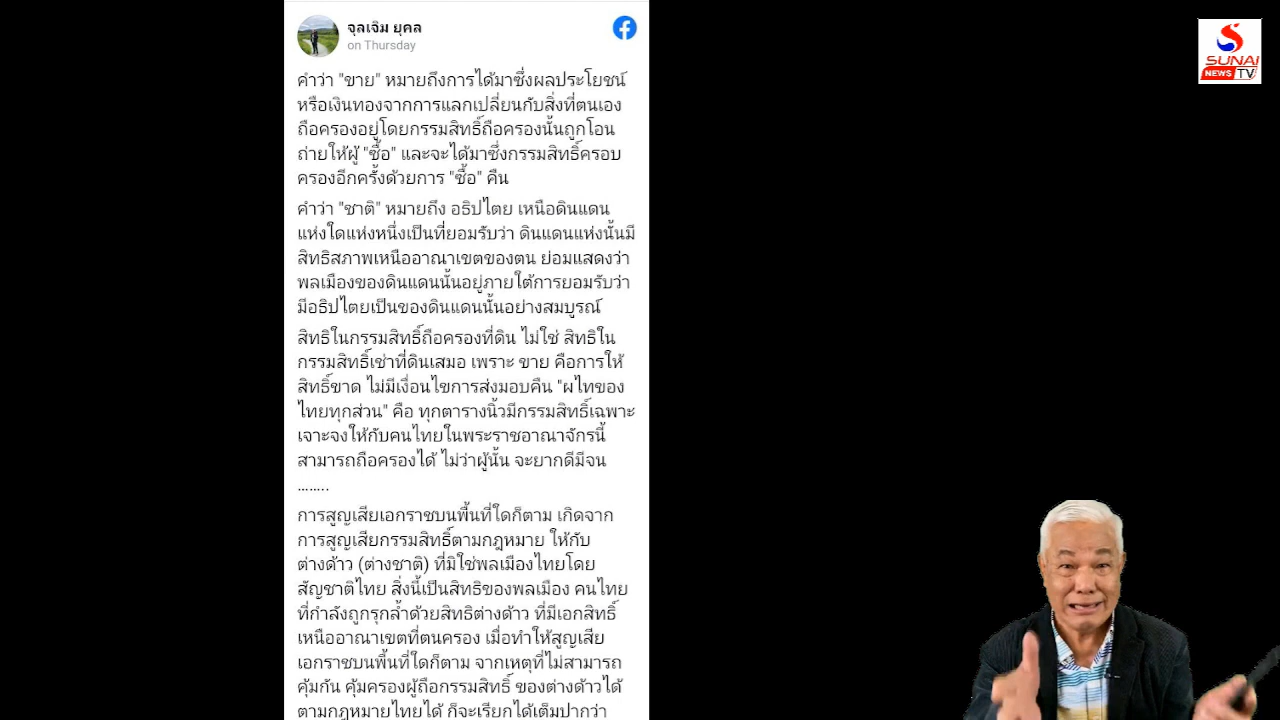 จุลเจิม ยุคล
on Thursday
SUNAI
NEWS TV
คำว่า "ขาย" หมายถึงการได้มาซึ่งผลประโยชน์
หรือเงินทองจากการแลกเปลี่ยนกับสิ่งที่ตนเอง
ถือครองอยู่โดยกรรมสิทธิ์ถือครองนั้นถูกโอน
ถ่ายให้ผู้ "ซื้อ" และจะได้มาซึ่งกรรมสิทธิ์ครอบ
ครองอีกครั้งด้วยการ "ซื้อ" คืน
คำว่า "ชาติ" หมายถึง อธิปไตย เหนือดินแดน
แห่งใดแห่งหนึ่งเป็นที่ยอมรับว่า ดินแดนแห่งนั้นมี
สิทธิสภาพเหนืออาณาเขตของตน ย่อมแสดงว่า
พลเมืองของดินแดนนั้นอยู่ภายใต้การยอมรับว่า
มีอธิปไตยเป็นของดินแดนนั้นอย่างสมบูรณ์
สิทธิในกรรมสิทธิ์ถือครองที่ดิน ไม่ใช่ สิทธิใน
กรรมสิทธิ์เช่าที่ดินเสมอ เพราะ ขาย คือการให้
สิทธิ์ขาด ไม่มีเงื่อนไขการส่งมอบคืน "ผไทของ
ไทยทุกส่วน" คือ ทุกตารางนิ้วมีกรรมสิทธิ์เฉพาะ
เจาะจงให้กับคนไทยในพระราชอาณาจักรนี้
สามารถถือครองได้ ไม่ว่าผู้นั้น จะยากดีมีจน
........
การสูญเสียเอกราชบนพื้นที่ใดก็ตาม เกิดจาก
การสูญเสียกรรมสิทธิ์ตามกฎหมาย ให้กับ
ต่างด้าว (ต่างชาติ) ที่มิใช่พลเมืองไทยโดย
สัญชาติไทย สิ่งนี้เป็นสิทธิของพลเมือง คนไทย
ที่กำลังถูกรุกล้ำด้วยสิทธิต่างด้าว ที่มีเอกสิทธิ์
เหนืออาณาเขตที่ตนครอง เมื่อทำให้สูญเสีย
เอกราชบนพื้นที่ใดก็ตาม จากเหตุที่ไม่สามารถ
คุ้มกัน คุ้มครองผู้ถือกรรมสิทธิ์ ของต่างด้าวได้
ตามกฎหมายไทยได้ ก็จะเรียกได้เต็มปากว่า